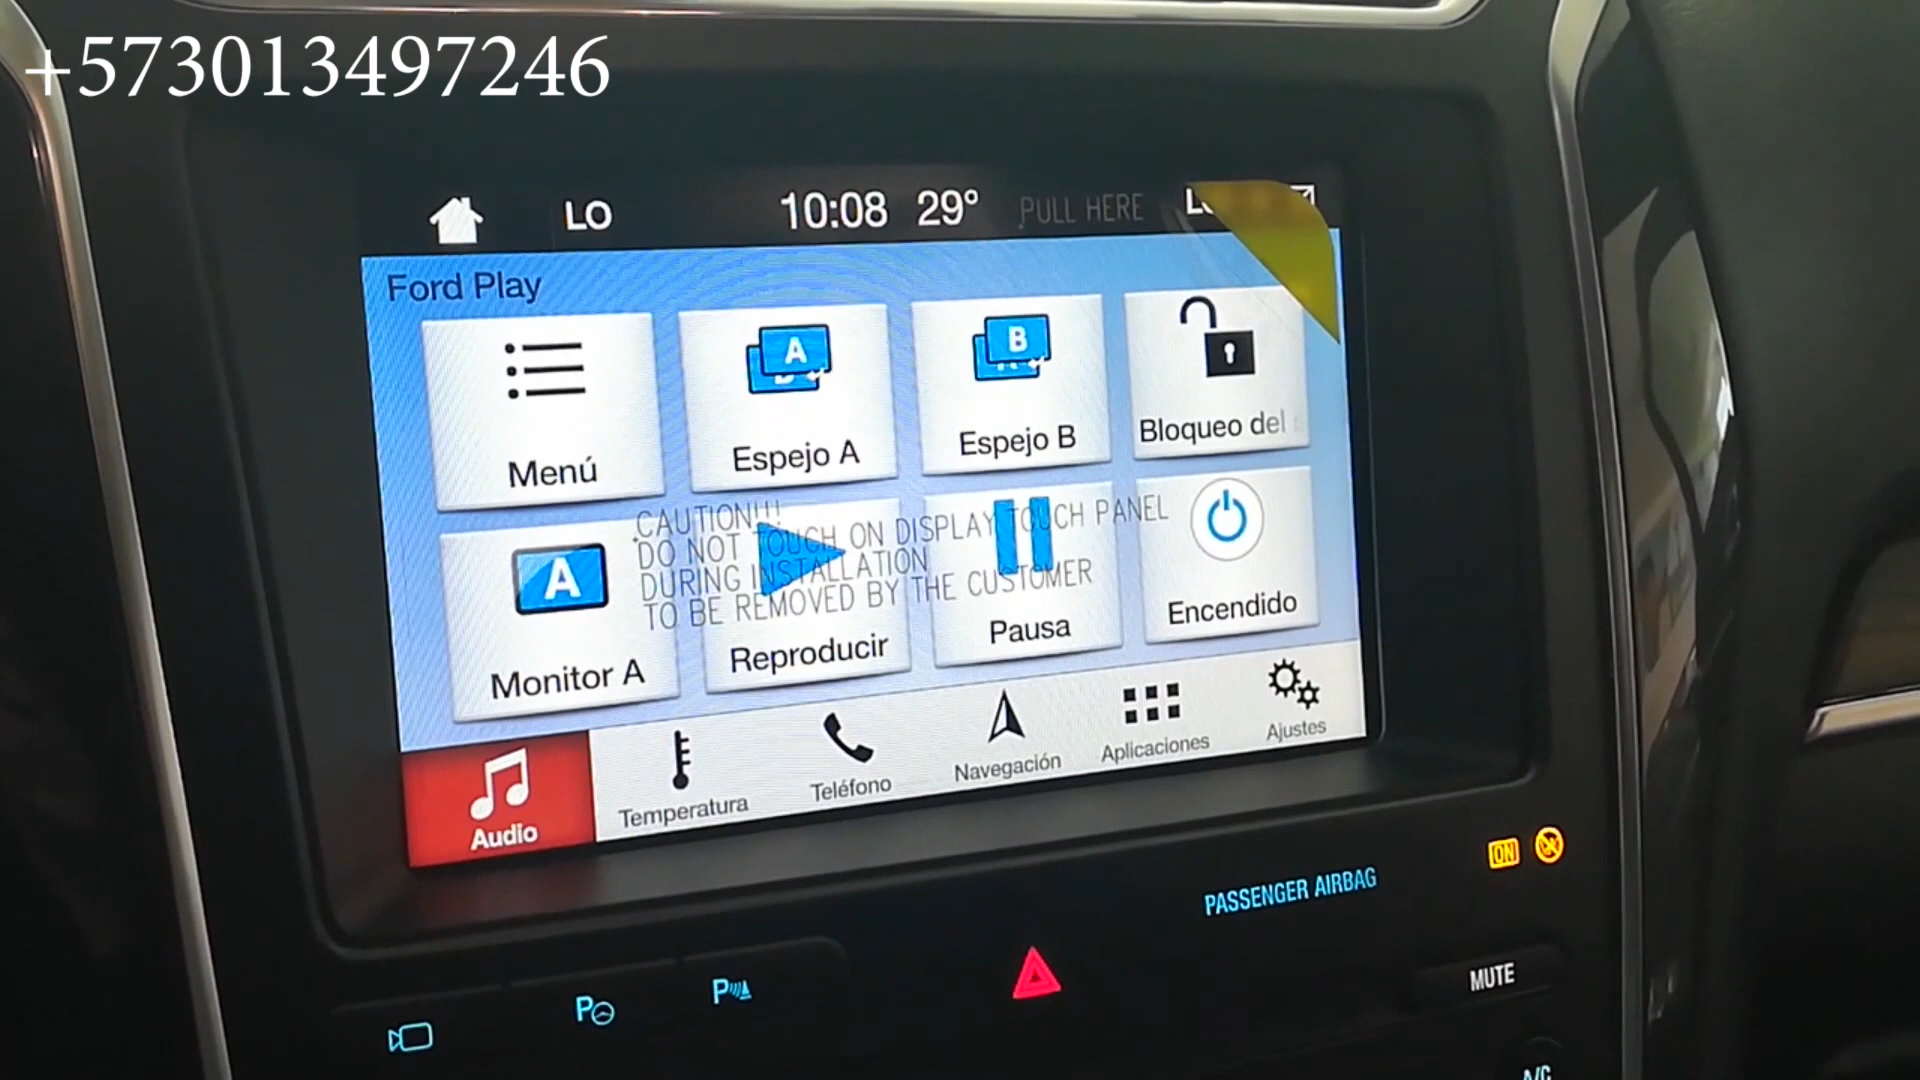 +573013497246
LO
10:08 29°
PULL HERE
Ford Play
Menú
Espejo A
Espejo B
Bloqueo del
A
B
A
CAUTION!!!
DO NOT TOUCH ON DISPLAY TOUCH PANEL
DURING INSTALLATION
TO BE REMOVED BY THE CUSTOMER
Monitor A
Reproducir
Pausa
Encendido
Audio
Temperatura
Teléfono
Navegación
Aplicaciones
Ajustes
PASSENGER AIRBAG
ON
P
P
MUTE
A/C